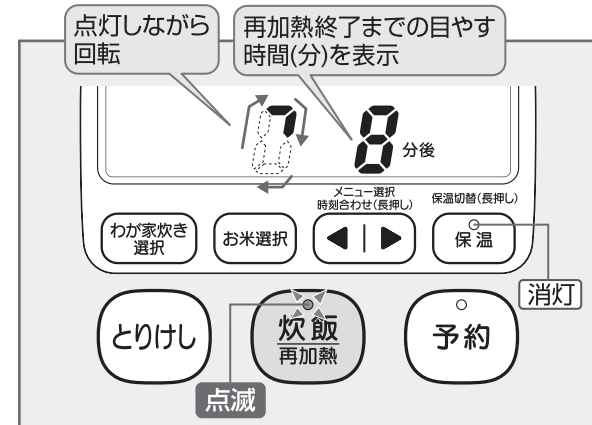 点灯しながら
回転
再加熱終了までの目やす
時間(分)を表示
8
分後
メニュー選択
時刻合わせ(長押し)
保温切替(長押し)
わが家炊き
選択
お米選択
保温
消灯
とりけし
炊飯
再加熱
予約
点滅